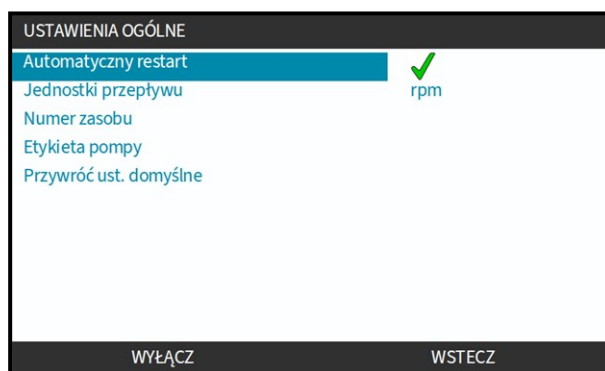 USTAWIENIA OGÓLNE
Automatyczny restart
Jednostki przepływu rpm
Numer zasobu
Etykieta pompy
Przywróć ust. domyślne
WYŁĄCZ WSTECZ